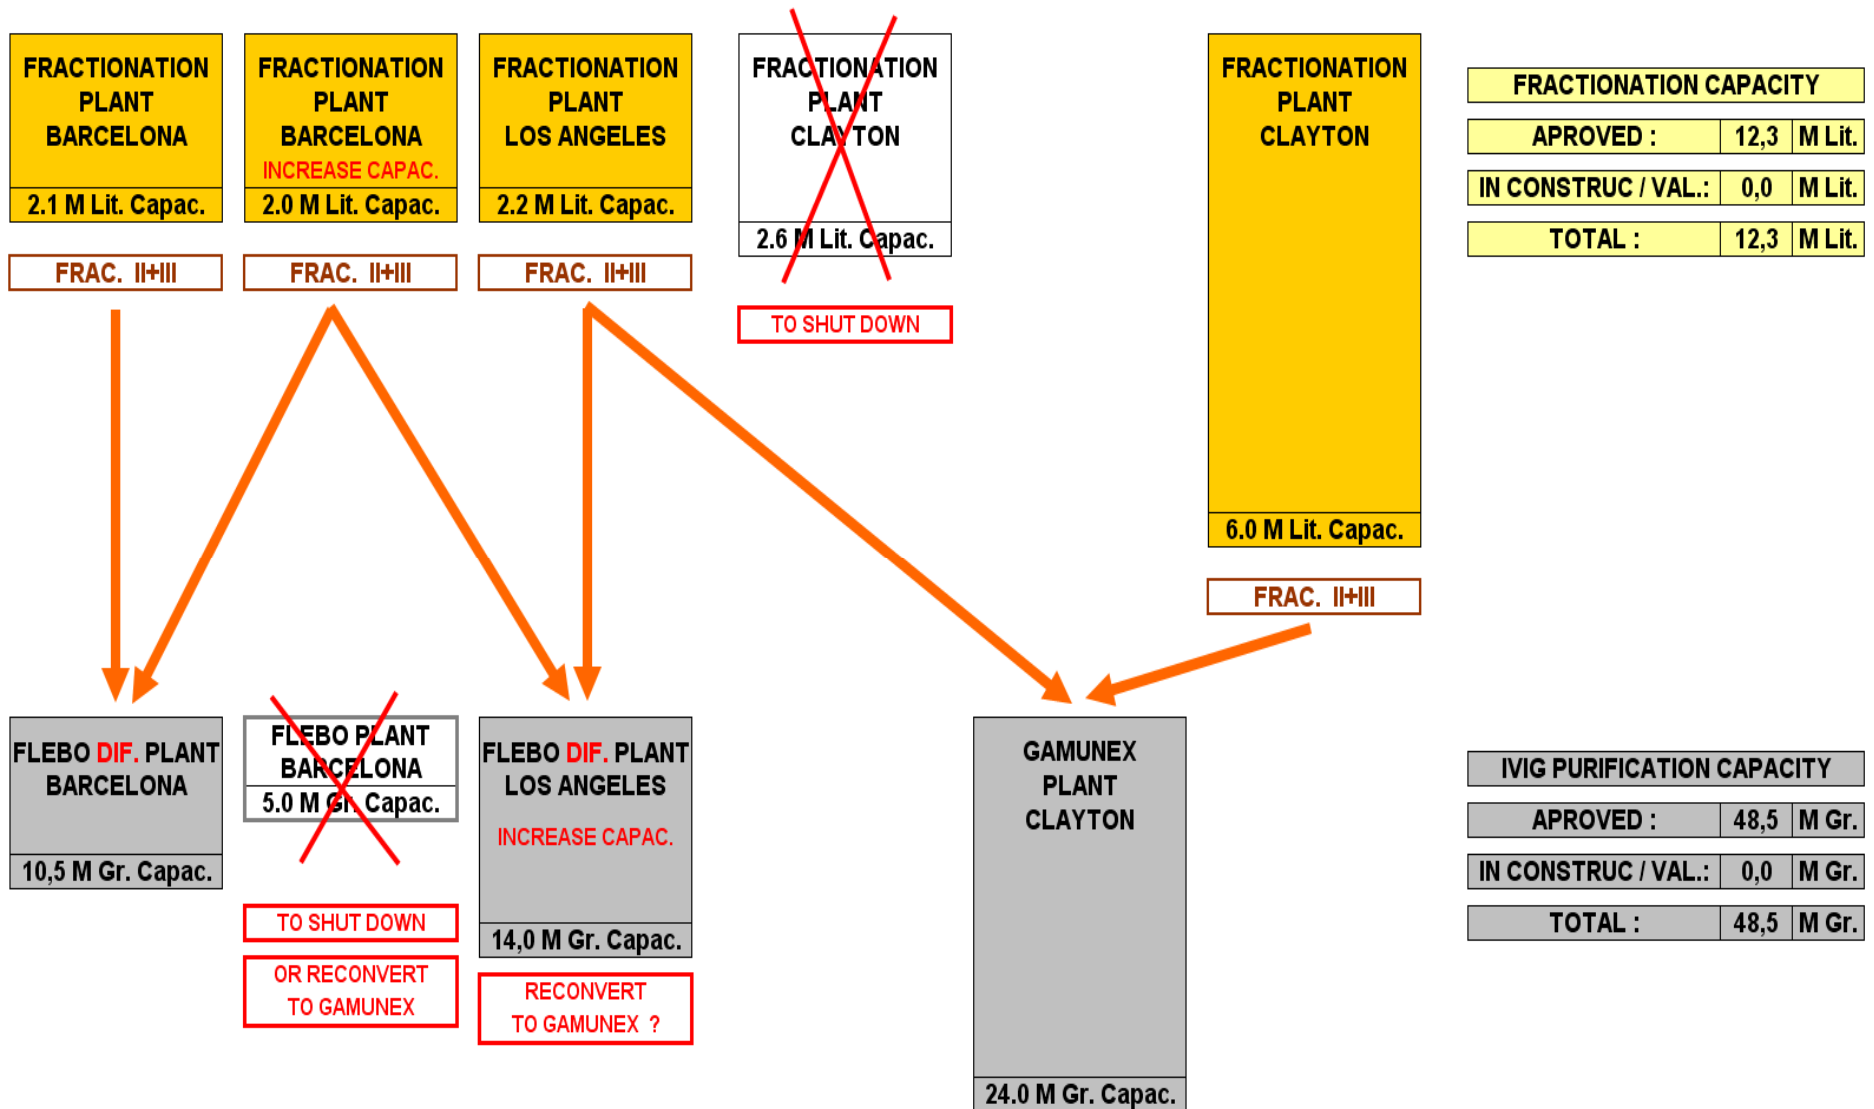 FRACTIONATION
PLANT
BARCELONA
2.1 M Lit. Capac.
FRAC. II+III
FRACTIONATION
PLANT
BARCELONA
INCREASE CAPAC.
2.0 M Lit. Capac.
FRAC. II+III
FRACTIONATION
PLANT
LOS ANGELES
2.2 M Lit. Capac.
FRAC. II+III
FRACTIONATION
PLANT
CLAYTON
2.6 M Lit. Capac.
TO SHUT DOWN
FRACTIONATION
PLANT
CLAYTON
6.0 M Lit. Capac.
FRAC. II+III
FRACTIONATION CAPACITY
APROVED : 12,3 M Lit.
IN CONSTRUC / VAL.: 0,0 M Lit.
TOTAL : 12,3 M Lit.
FLEBO DIF. PLANT
BARCELONA
10,5 M Gr. Capac.
FLEBO PLANT
BARCELONA
5.0 M Gr. Capac.
TO SHUT DOWN
OR RECONVERT
TO GAMUNEX
FLEBO DIF. PLANT
LOS ANGELES
INCREASE CAPAC.
14,0 M Gr. Capac.
RECONVERT
TO GAMUNEX ?
GAMUNEX
PLANT
CLAYTON
24.0 M Gr. Capac.
IVIG PURIFICATION CAPACITY
APROVED : 48,5 M Gr.
IN CONSTRUC / VAL.: 0,0 M Gr.
TOTAL : 48,5 M Gr.